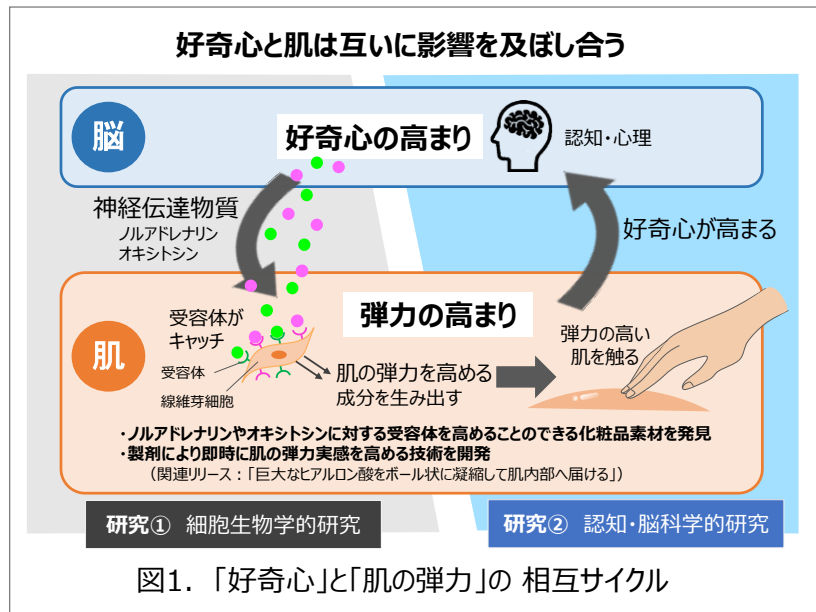 好奇心と肌は互いに影響を及ぼし合う
脳
好奇心の高まり
認知・心理
神経伝達物質
ノルアドレナリン
オキシトシン
好奇心が高まる
肌
弾力の高まり
受容体が
キャッチ
受容体
線維芽細胞
肌の弾力を高める
成分を生み出す
弾力の高い
肌を触る
・ノルアドレナリンやオキシトシンに対する受容体を高めることのできる化粧品素材を発見
・製剤により即時に肌の弾力実感を高める技術を開発
（関連リリース：「巨大なヒアルロン酸をボール状に凝縮して肌内部へ届ける」）
研究① 細胞生物学的研究
研究② 認知・脳科学的研究
図1. 「好奇心」と「肌の弾力」の 相互サイクル